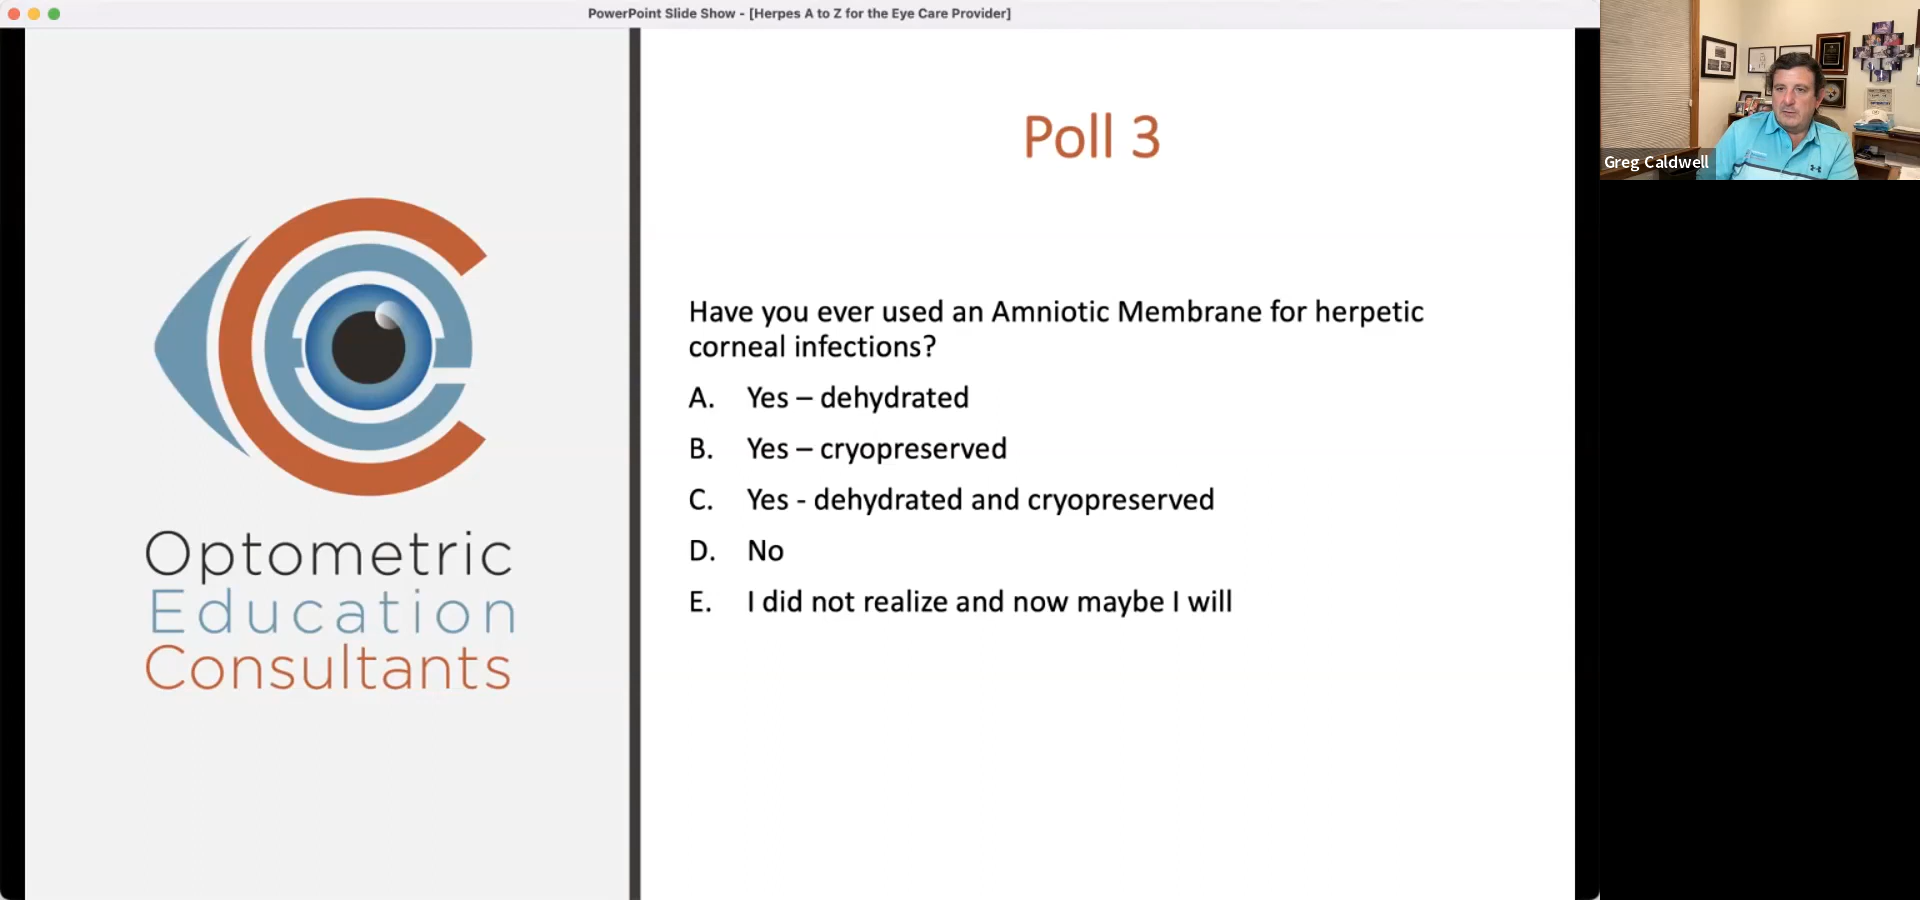 PowerPoint Slide Show - [Herpes A to Z for the Eye Care Provider]
Poll 3
Have you ever used an Amniotic Membrane for herpetic
corneal infections?
A. Yes – dehydrated
B. Yes – cryopreserved
C. Yes - dehydrated and cryopreserved
D. No
E. I did not realize and now maybe I will
Optometric
Education
Consultants
Greg Caldwell